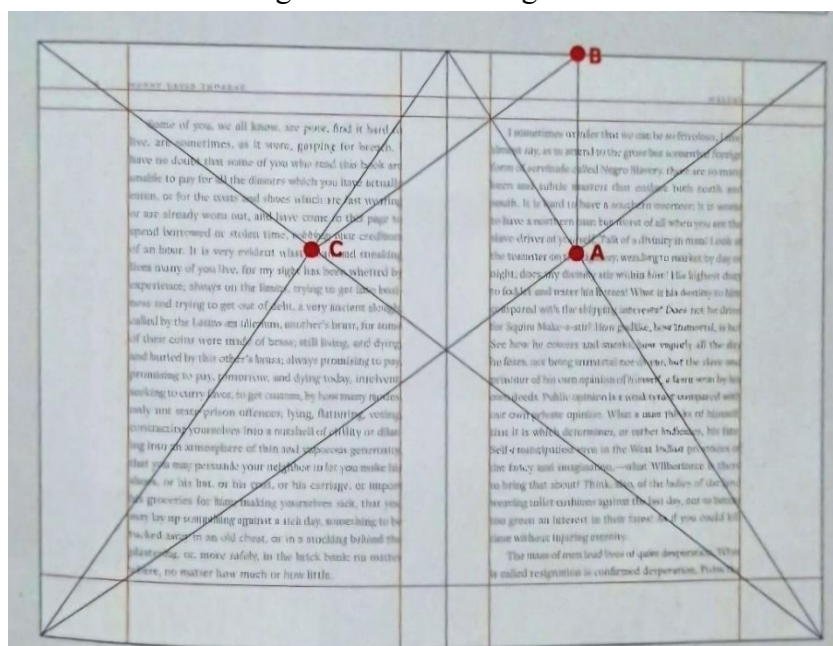 B
HENRY DAVID THOREAU
WALDEN
Some of you, we all know, are poor, find it hard to
live, are sometimes, as it were, gasping for breath. I
have no doubt that some of you who read this book are
unable to pay for all the dinners which you have actually
eaten, or for the coats and shoes which are fast wearing
or are already worn out, and have come to this page to
spend borrowed or stolen time, your creditors
of an hour. It is very evident what and sneaking
lives many of you live, for my sight has been whetted by
experience; always on the limits, trying to get into busi-
ness and trying to get out of debt, a very ancient slough
called by the Latins æs alienum, another's brass, for some
of their coins were made of brass; still living, and dying
and buried by this other's brass; always promising to pay,
promising to pay, tomorrow, and dying today, insolvent;
seeking to curry favor, to get custom, by how many modes,
only not state-prison offences; lying, flattering, voting,
contracting yourselves into a nutshell of civility or dilat-
ing into an atmosphere of thin and vaporous generosity,
that you may persuade your neighbor to let you make his
shoes, or his hat, or his coat, or his carriage, or import
his groceries for him; making yourselves sick, that you
may lay up something against a sick day, something to be
tucked away in an old chest, or in a stocking behind the
plastering, or, more safely, in the brick bank; no matter
where, no matter how much or how little.
C
I sometimes wonder that we can be so frivolous, I
almost say, as to attend to the gross but somewhat foreign
form of servitude called Negro Slavery, there are so many
keen and subtle masters that enslave both north and
south. It is hard to have a southern overseer; it is worse
to have a northern one; but worst of all when you are the
slave-driver of yourself. Talk of a divinity in man! Look at
the teamster on the wending to market by day or
night; does any divinity stir within him? His highest duty
to fodder and water his horses! What is his destiny to him
compared with the shipping interests? Does not he drive
for Squire Make-a-stir? How godlike, how immortal, is he?
See how he cowers and sneaks, how vaguely all the day
he fears, not being immortal nor divine, but the slave and
prisoner of his own opinion of himself, a fame won by his
own deeds. Public opinion is a weak tyrant compared with
our own private opinion. What a man thinks of himself,
that it is which determines, or rather indicates, his fate.
Self-emancipation even in the West Indian provinces of
the fancy and imagination,—what Wilberforce is there
to bring that about? Think, also, of the ladies of the land
weaving toilet cushions against the last day, not to betray
too green an interest in their fates! As if you could kill
time without injuring eternity.
The mass of men lead lives of quiet desperation. What
is called resignation is confirmed desperation. From the
A